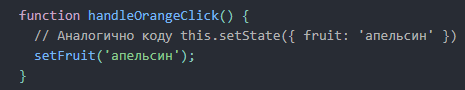 function handleOrangeClick() {
  // Аналогично коду this.setState({ fruit: 'апельсин' })
  setFruit('апельсин');
}